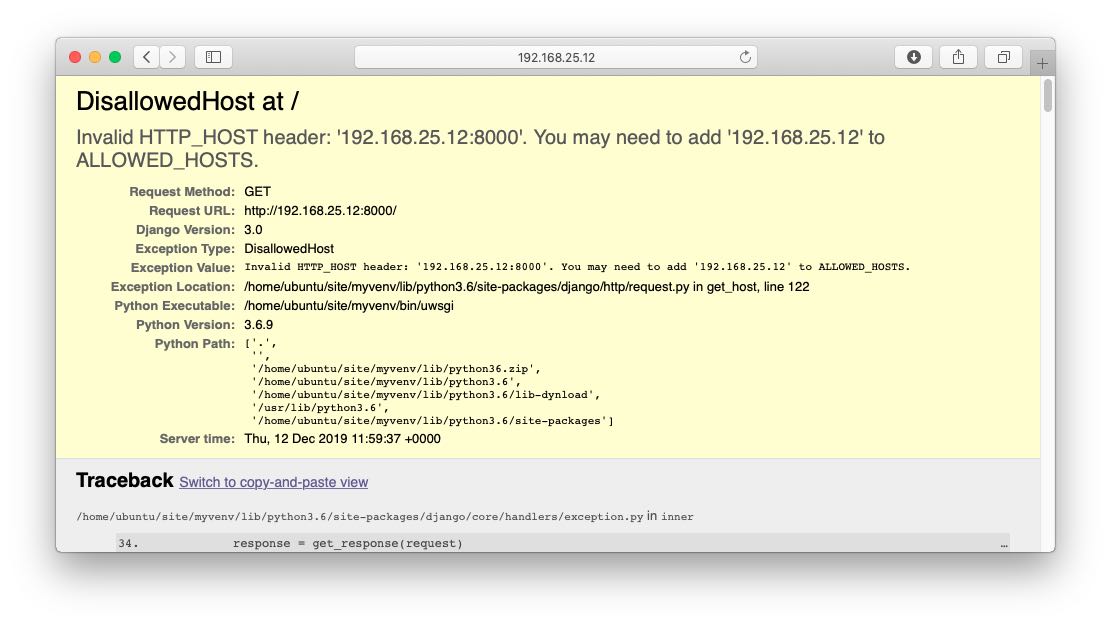 192.168.25.12
DisallowedHost at /
Invalid HTTP_HOST header: '192.168.25.12:8000'. You may need to add '192.168.25.12' to
ALLOWED_HOSTS.
Request Method: GET
Request URL: http://192.168.25.12:8000/
Django Version: 3.0
Exception Type: DisallowedHost
Exception Value: Invalid HTTP_HOST header: '192.168.25.12:8000'. You may need to add '192.168.25.12' to ALLOWED_HOSTS.
Exception Location: /home/ubuntu/site/myvenv/lib/python3.6/site-packages/django/http/request.py in get_host, line 122
Python Executable: /home/ubuntu/site/myvenv/bin/uwsgi
Python Version: 3.6.9
Python Path: ['.',
'',
'/home/ubuntu/site/myvenv/lib/python36.zip',
'/home/ubuntu/site/myvenv/lib/python3.6',
'/home/ubuntu/site/myvenv/lib/python3.6/lib-dynload',
'/usr/lib/python3.6',
'/home/ubuntu/site/myvenv/lib/python3.6/site-packages']
Server time: Thu, 12 Dec 2019 11:59:37 +0000
Traceback Switch to copy-and-paste view
/home/ubuntu/site/myvenv/lib/python3.6/site-packages/django/core/handlers/exception.py in inner
34. response = get_response(request) …